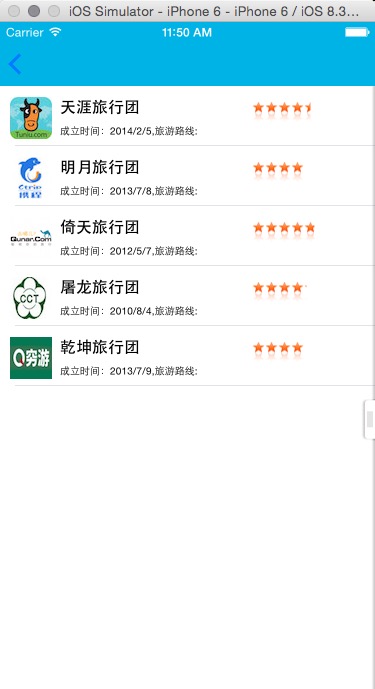 iOS Simulator - iPhone 6 - iPhone 6 / iOS 8.3…
Carrier 11:50 AM
天涯旅行团
Tuniu.com
成立时间：2014/2/5,旅游路线:
明月旅行团
Ctrip
携程
成立时间：2013/7/8,旅游路线:
倚天旅行团
Qunar.Com
成立时间：2012/5/7,旅游路线:
屠龙旅行团
CCT
成立时间：2010/8/4,旅游路线:
乾坤旅行团
Q穷游
成立时间：2013/7/9,旅游路线: